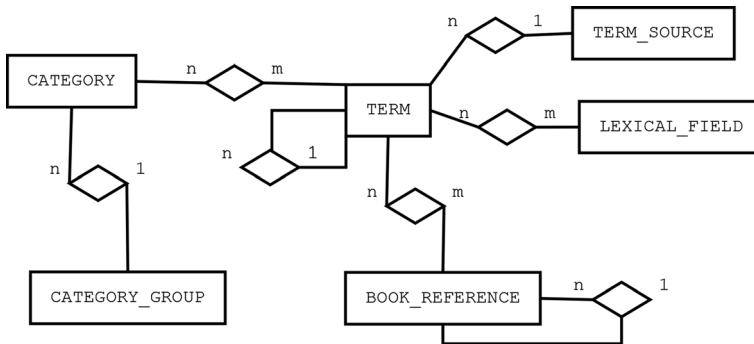 n 1 TERM_SOURCE
CATEGORY n m
TERM
n m LEXICAL_FIELD
n 1
n 1
n m
CATEGORY_GROUP
BOOK_REFERENCE n 1